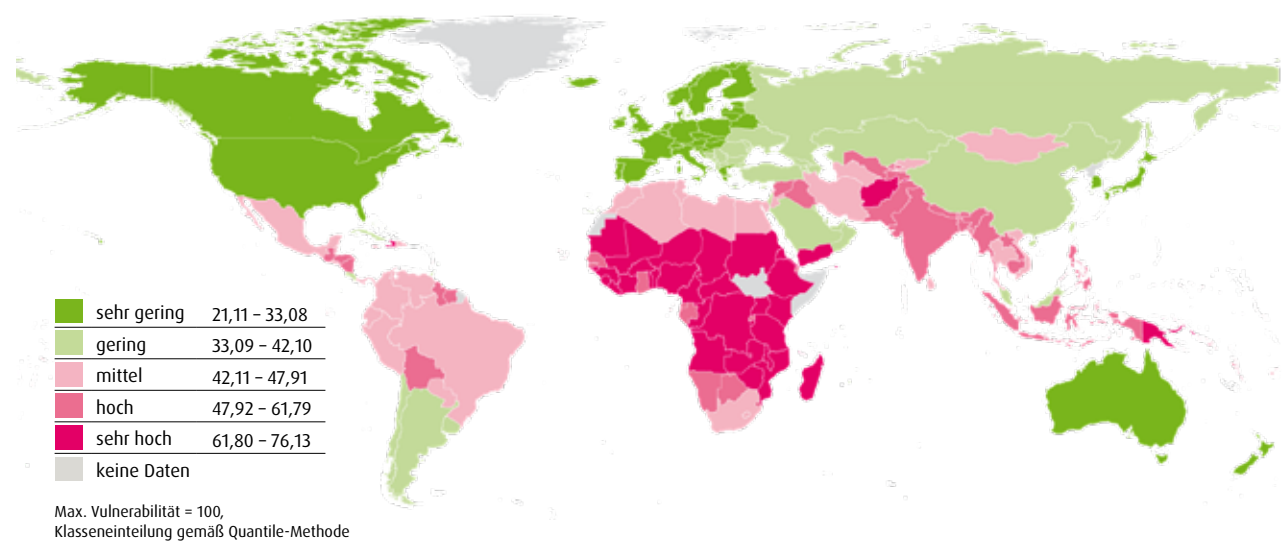 sehr gering 21,11 – 33,08
gering 33,09 – 42,10
mittel 42,11 – 47,91
hoch 47,92 – 61,79
sehr hoch 61,80 – 76,13
keine Daten
Max. Vulnerabilität = 100,
Klasseneinteilung gemäß Quantile-Methode